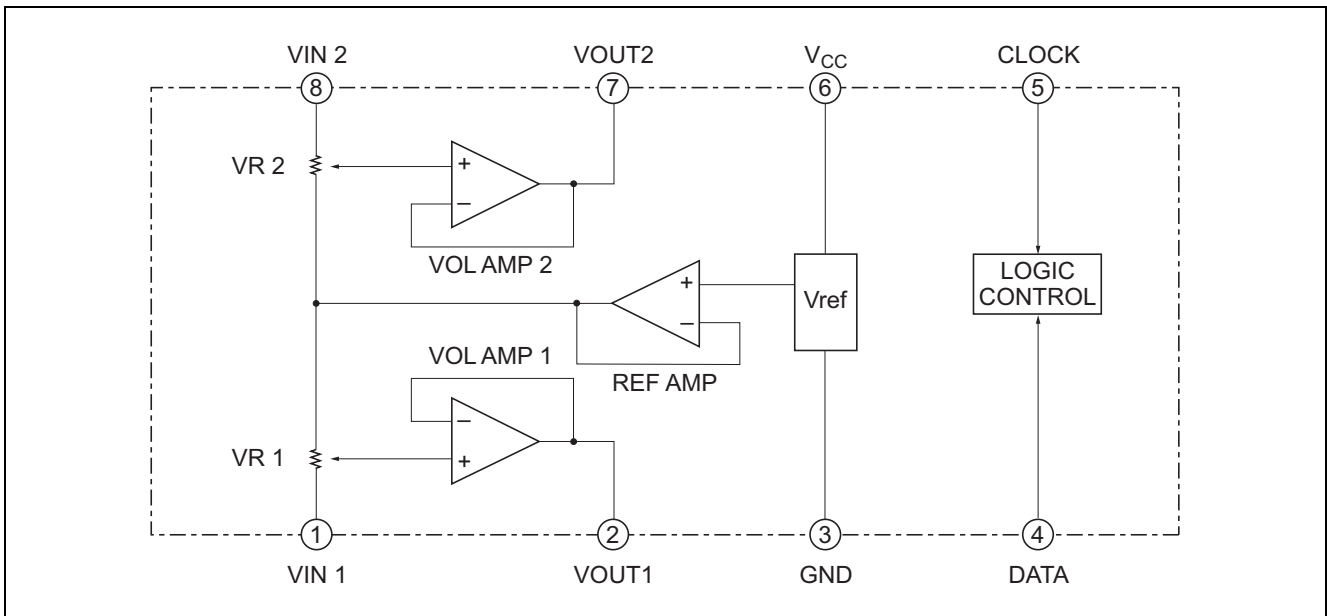 VIN 2 VOUT2 VCC CLOCK
8 7 6 5
VR 2 + −
VOL AMP 2
+ − Vref
LOGIC
CONTROL
VOL AMP 1
REF AMP
VR 1 − +
1 2 3 4
VIN 1 VOUT1 GND DATA